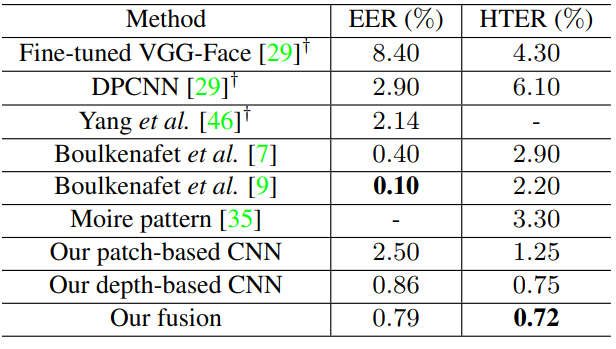 Method EER (%) HTER (%)
Fine-tuned VGG-Face [29]† 8.40 4.30
DPCNN [29]† 2.90 6.10
Yang et al. [46]† 2.14 -
Boulkenafet et al. [7] 0.40 2.90
Boulkenafet et al. [9] 0.10 2.20
Moire pattern [35] - 3.30
Our patch-based CNN 2.50 1.25
Our depth-based CNN 0.86 0.75
Our fusion 0.79 0.72